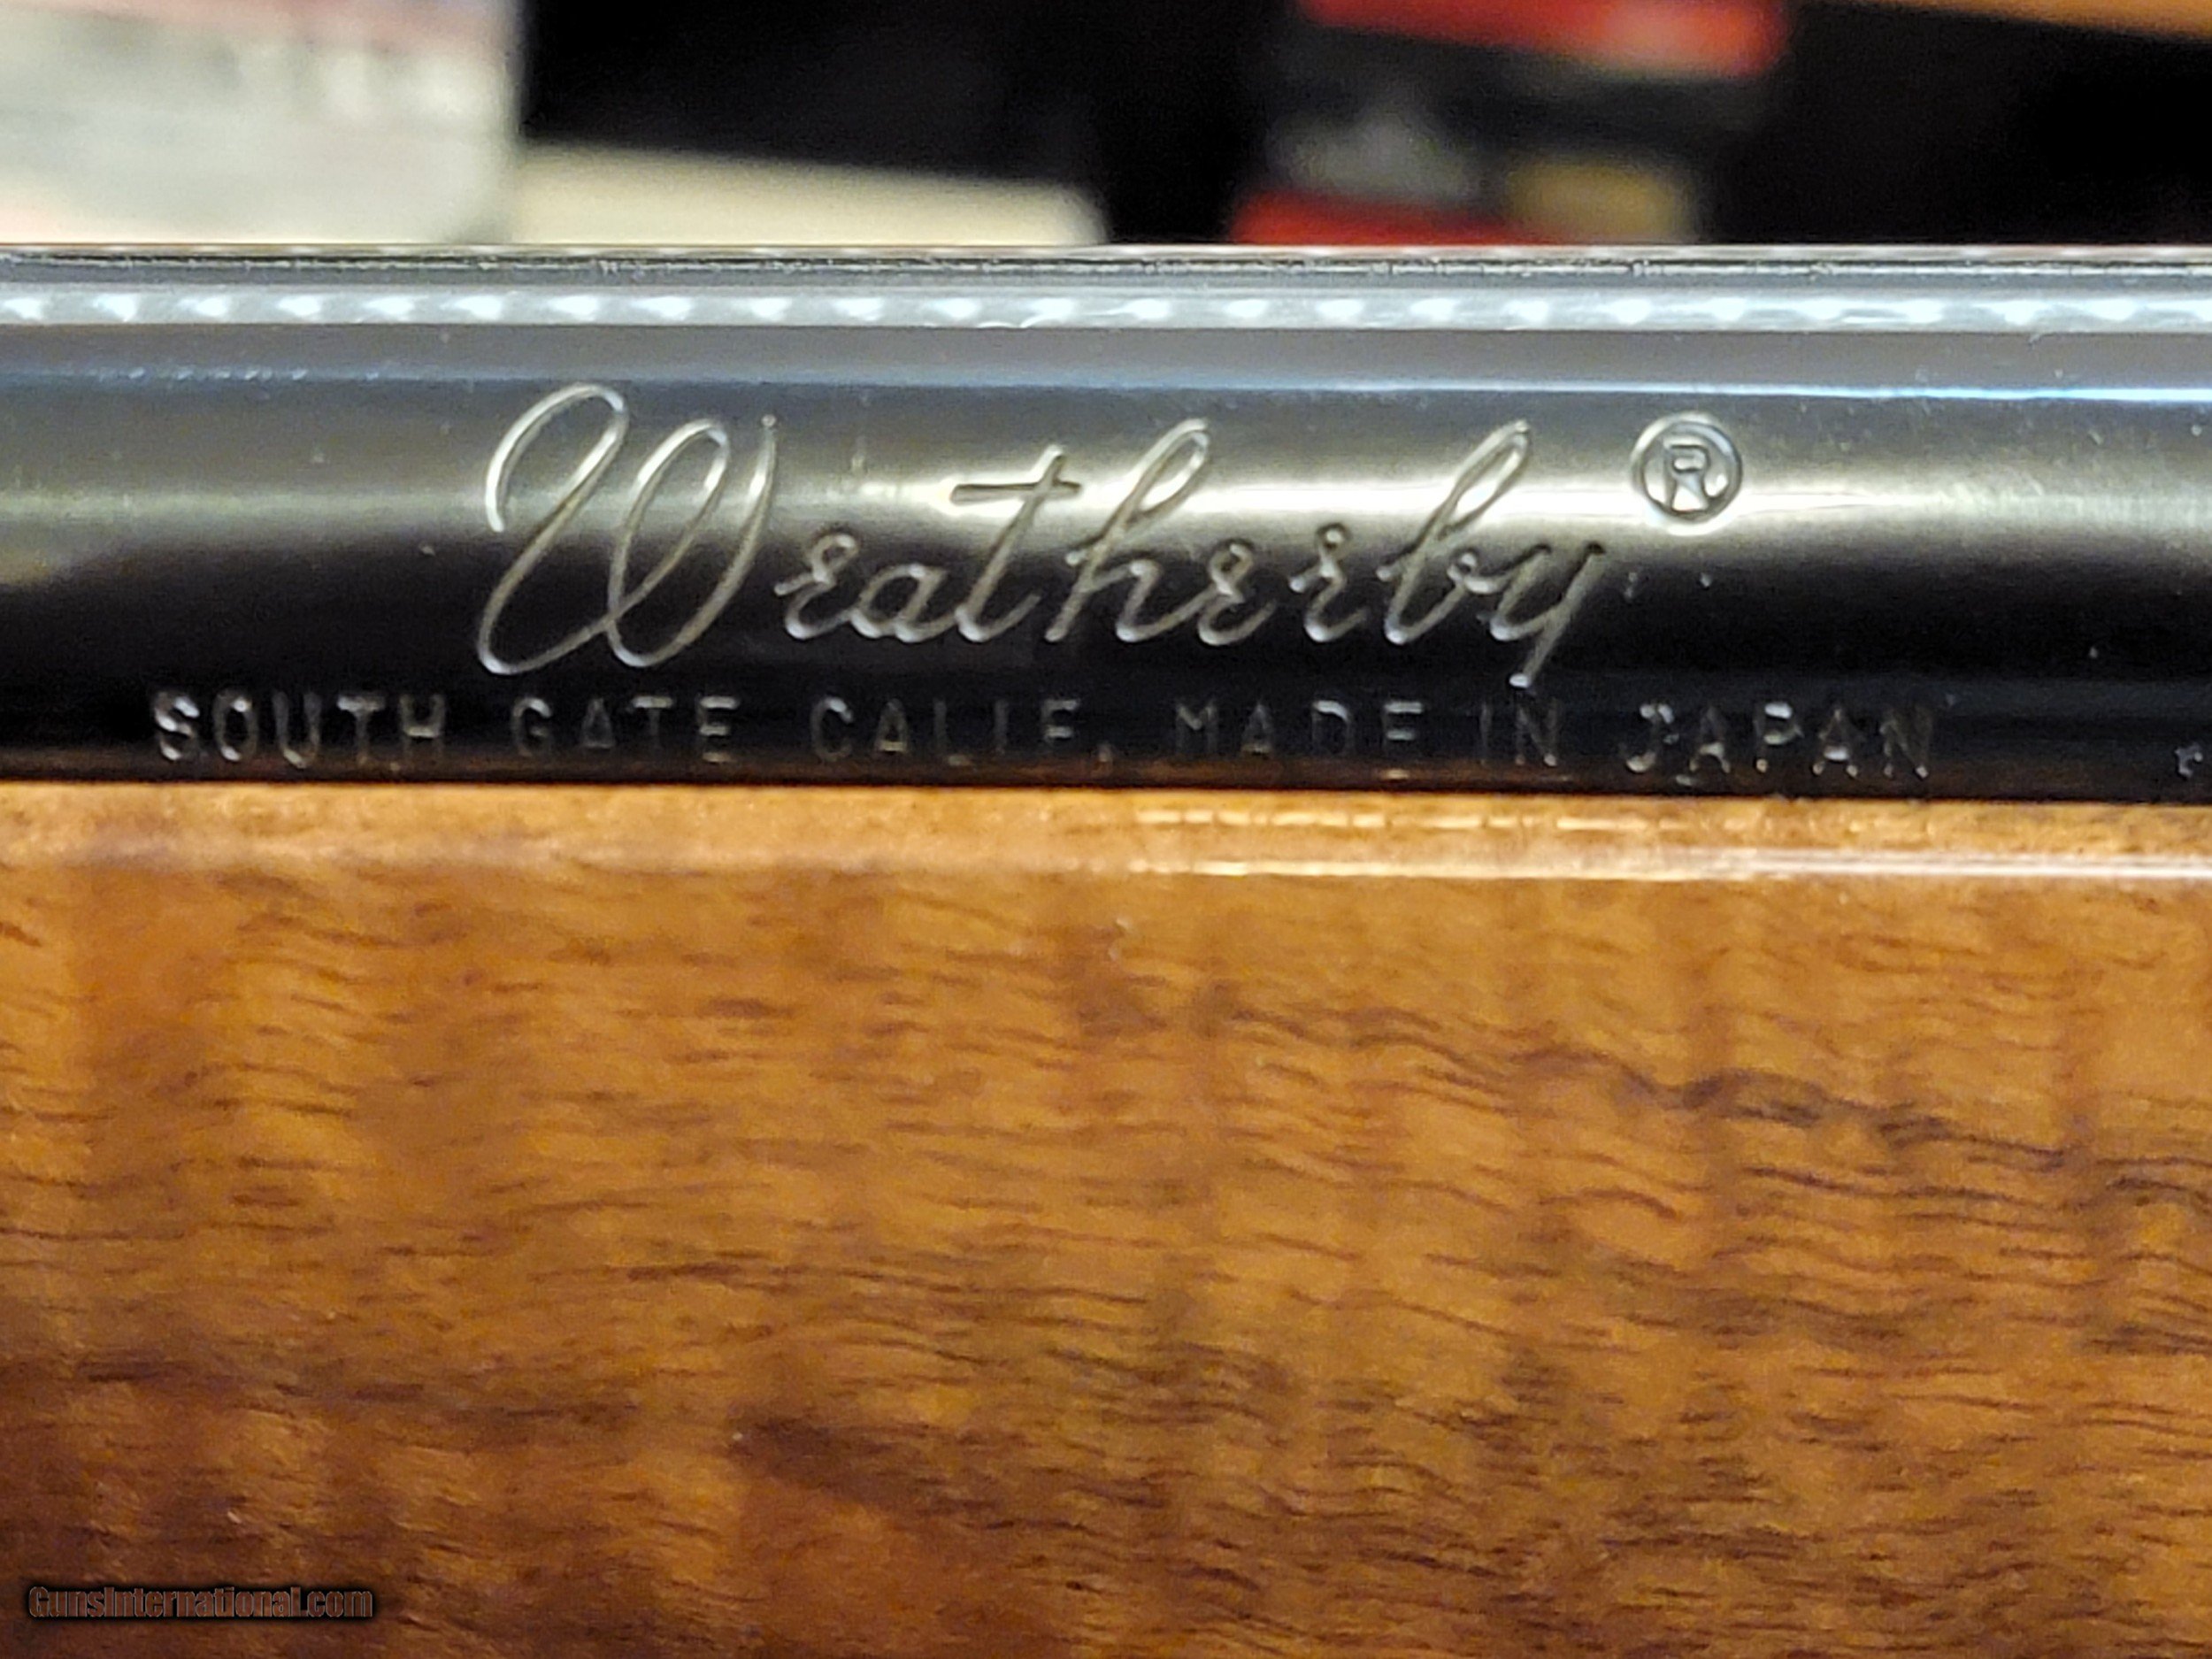 Weatherby®
SOUTH GATE CALIF. MADE IN JAPAN
GunsInternational.com